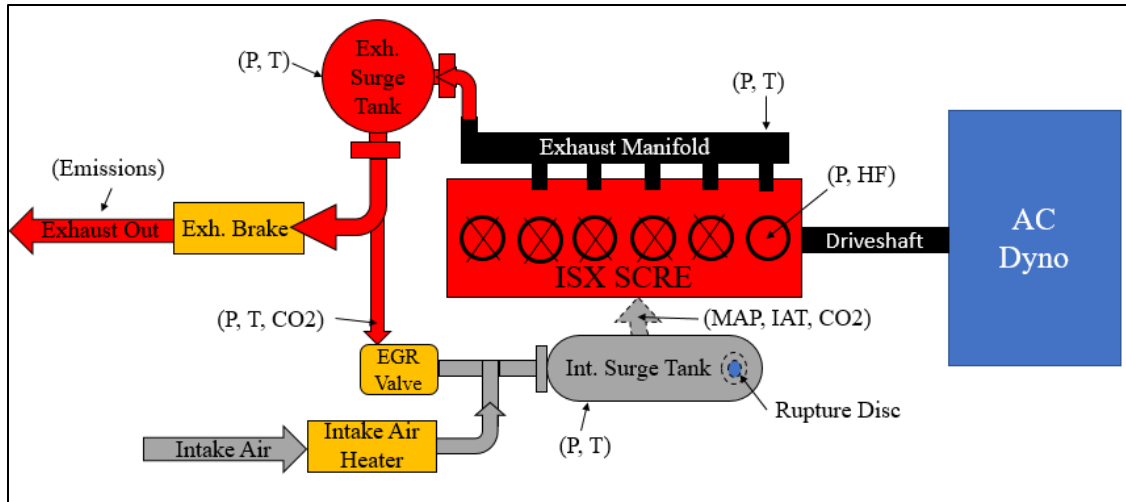 (P, T)
Exh.
Surge
Tank
(P, T)
Exhaust Manifold
(Emissions)
(P, HF)
Exhaust Out
Exh. Brake
ISX SCRE
Driveshaft
AC
Dyno
(P, T, CO2)
(MAP, IAT, CO2)
EGR
Valve
Int. Surge Tank
Rupture Disc
Intake Air
Intake Air
Heater
(P, T)